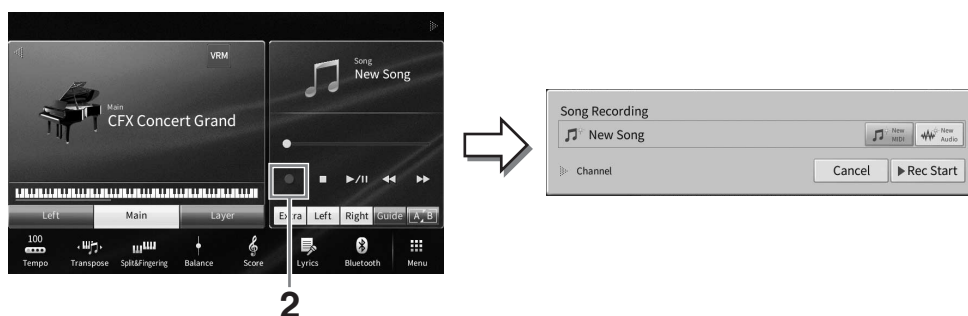 VRM
Main
CFX Concert Grand
Song
New Song
Left
Main
Layer
Extra
Left
Right
Guide
A B
100
Tempo
Transpose
Split&Fingering
Balance
Score
Lyrics
Bluetooth
Menu
2
Song Recording
New Song
New
MIDI
New
Audio
Channel
Cancel
Rec Start